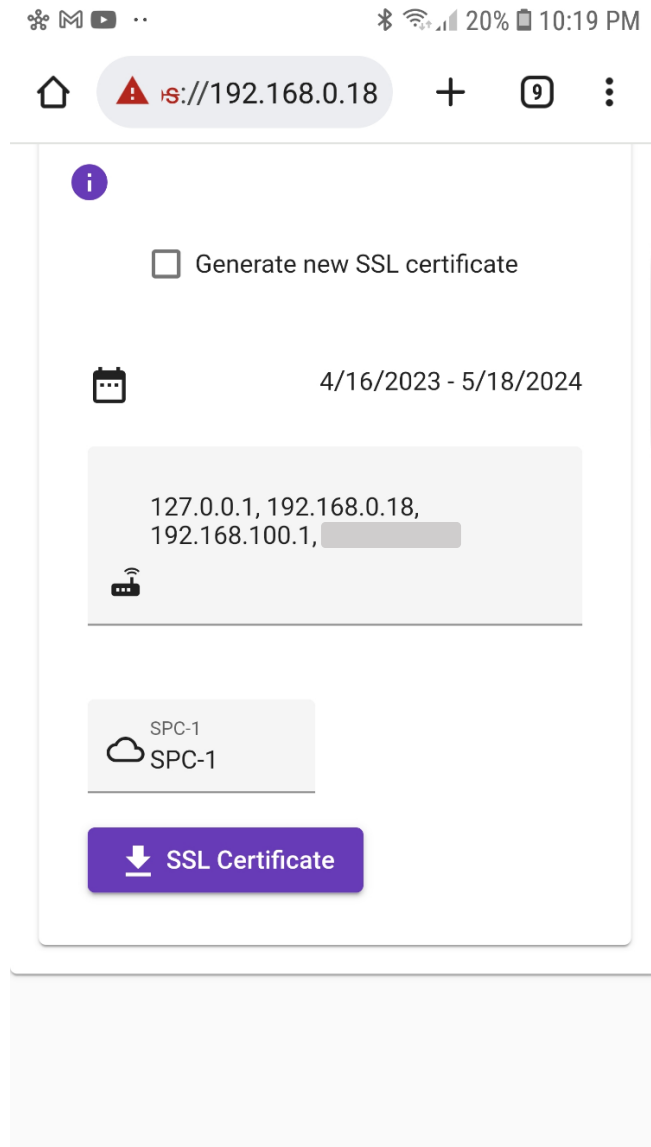 20% 10:19 PM
s://192.168.0.18
9
i
Generate new SSL certificate
4/16/2023 - 5/18/2024
127.0.0.1, 192.168.0.18,
192.168.100.1,
SPC-1
SPC-1
SSL Certificate